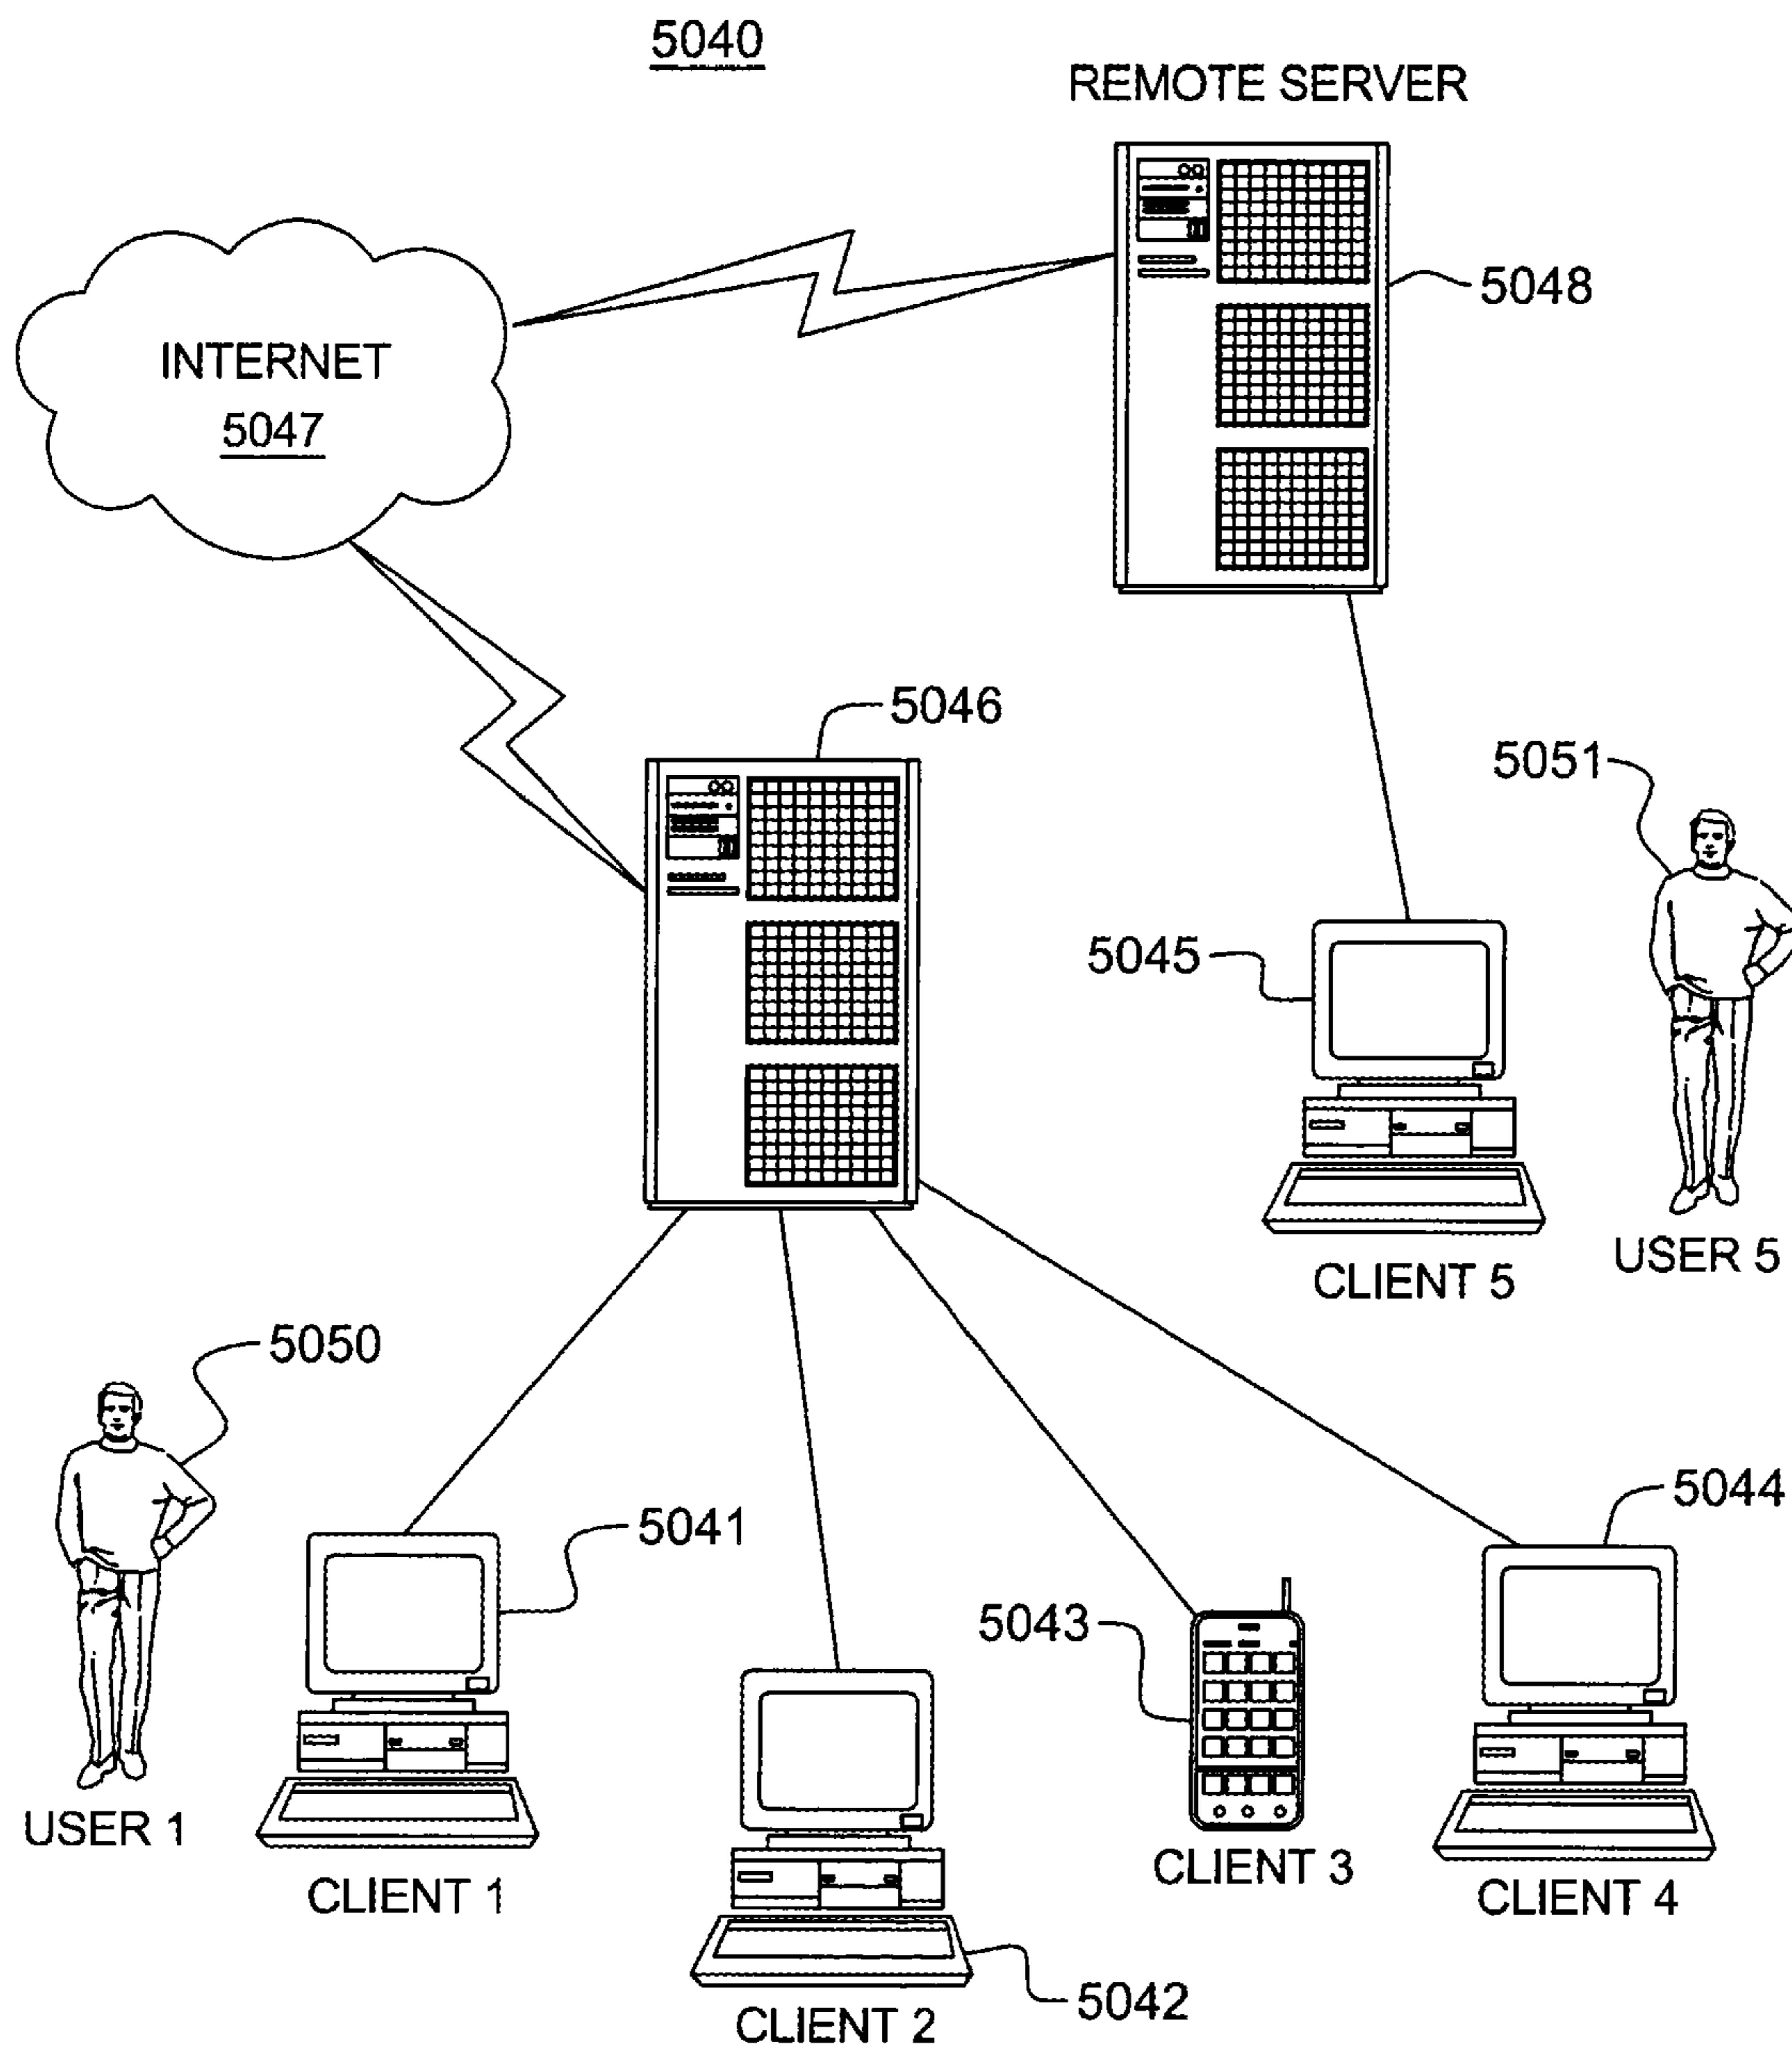 5040
REMOTE SERVER
5048
INTERNET
5047
5046
5051
5045
USER 5
CLIENT 5
5050
5044
5041
5043
USER 1
CLIENT 3
CLIENT 1
CLIENT 4
5042
CLIENT 2